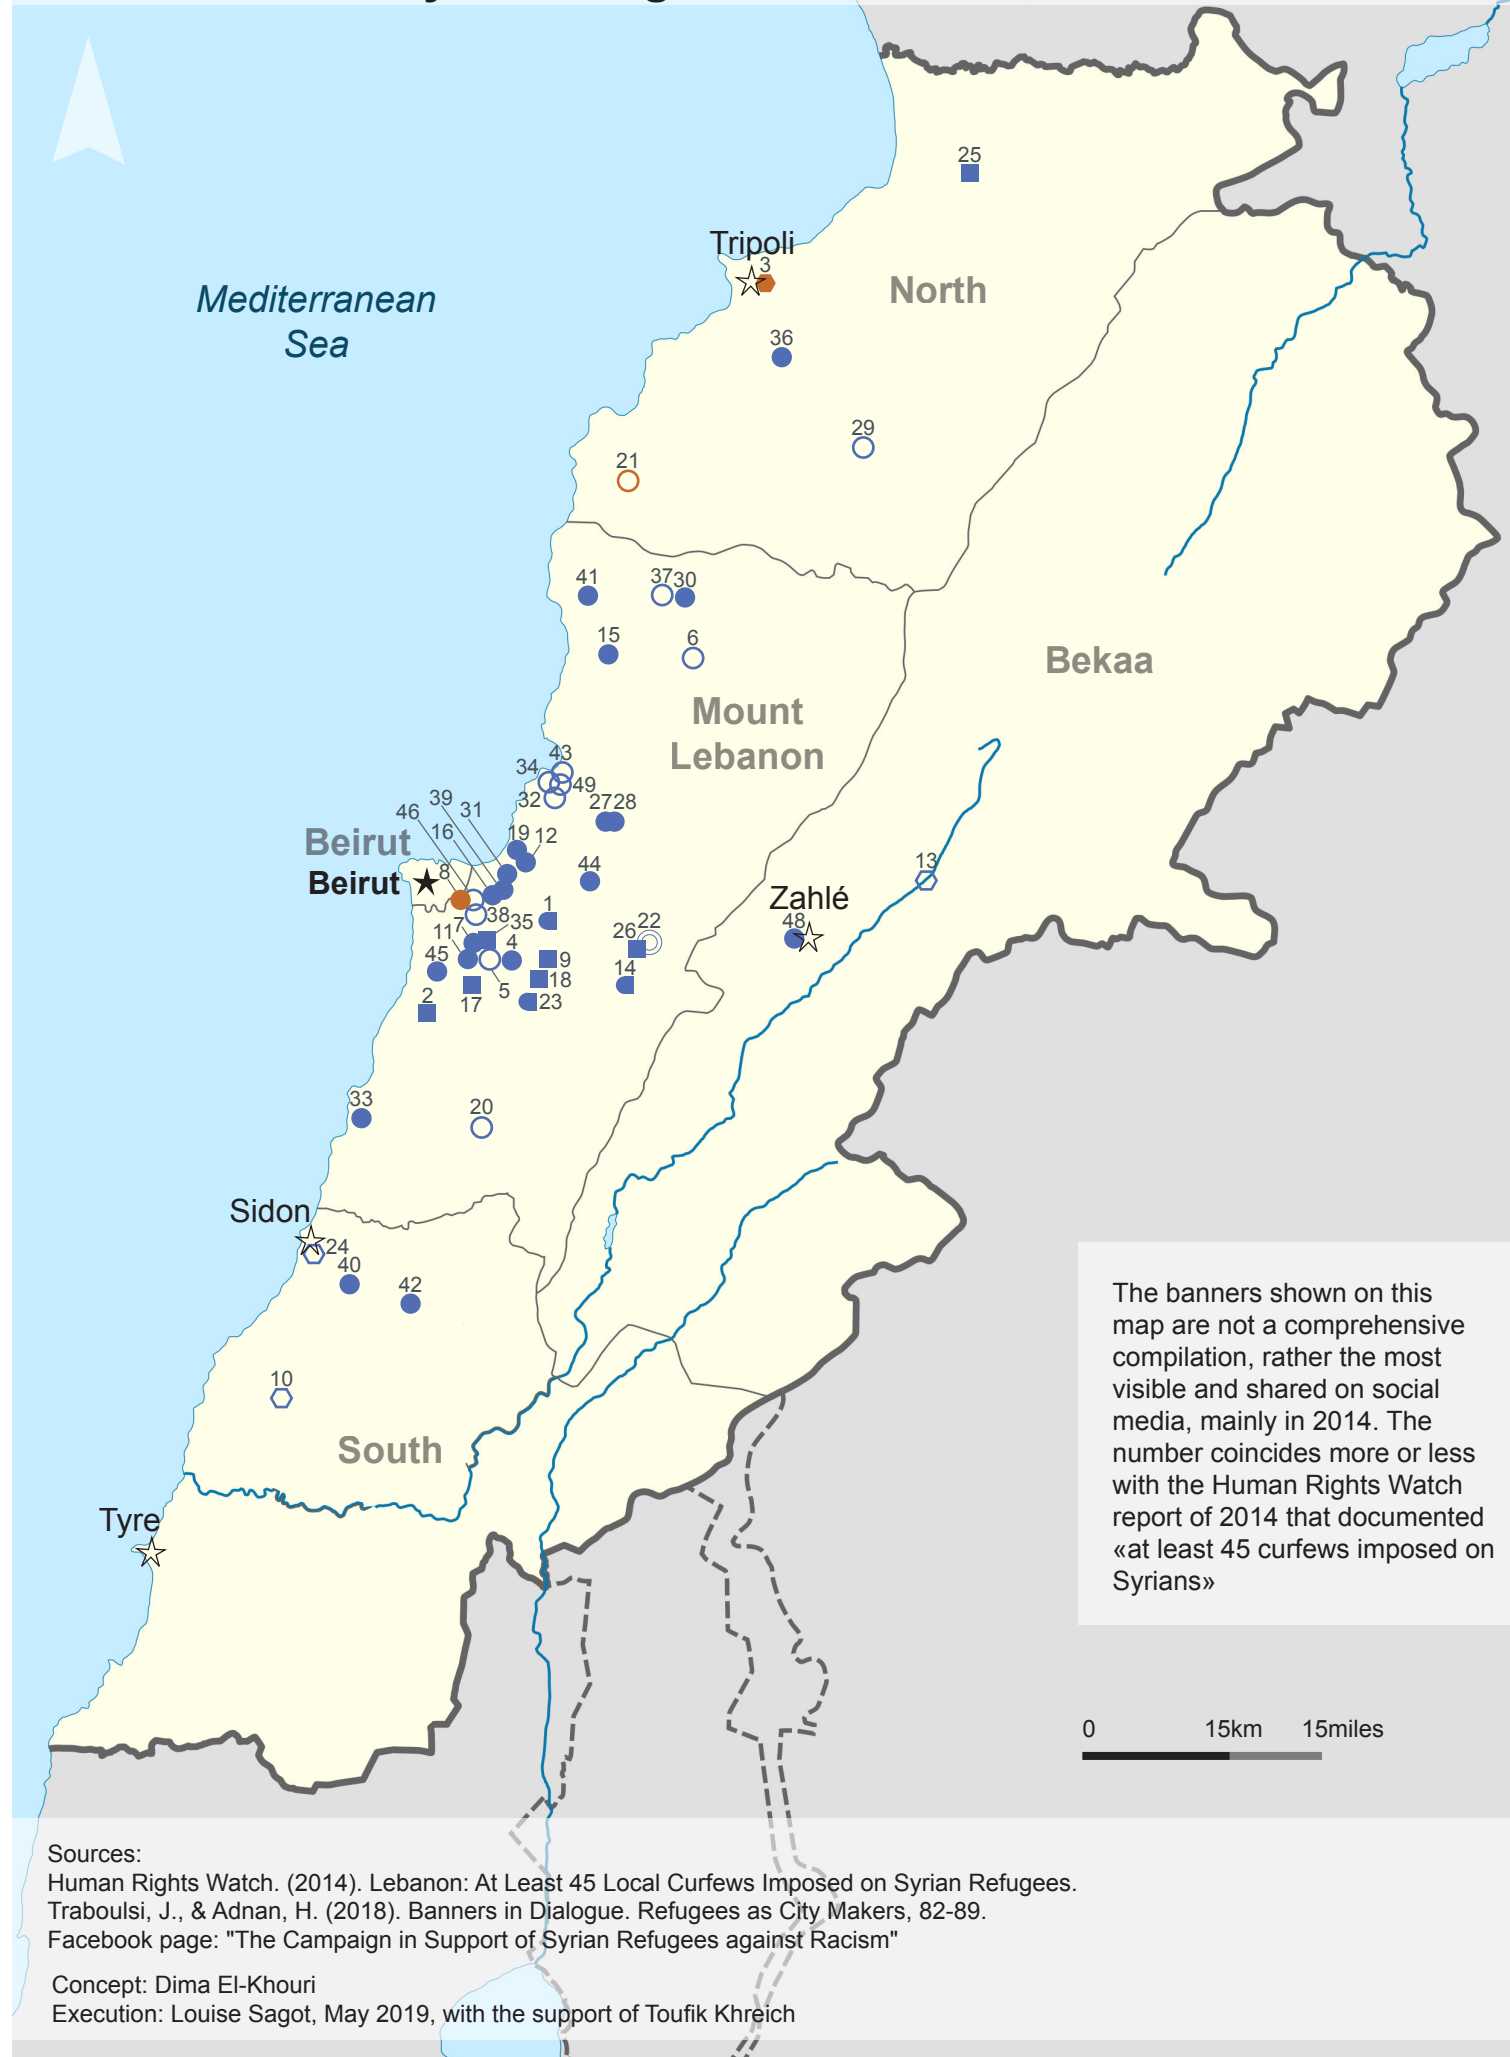 25
Tripoli
3
North
Mediterranean
Sea
36
29
21
41
37
30
15
6
Bekaa
Mount
Lebanon
43
34
49
32
27
28
39
31
46
16
19
12
Beirut
8
Beirut
44
13
Zahlé
1
7
38
35
48
11
4
26
22
45
9
5
18
14
2
17
23
33
20
Sidon
24
40
42
10
South
Tyre
The banners shown on this
map are not a comprehensive
compilation, rather the most
visible and shared on social
media, mainly in 2014. The
number coincides more or less
with the Human Rights Watch
report of 2014 that documented
«at least 45 curfews imposed on
Syrians»
0 15km 15miles
Sources:
Human Rights Watch. (2014). Lebanon: At Least 45 Local Curfews Imposed on Syrian Refugees.
Traboulsi, J., & Adnan, H. (2018). Banners in Dialogue. Refugees as City Makers, 82-89.
Facebook page: "The Campaign in Support of Syrian Refugees against Racism"
Concept: Dima El-Khouri
Execution: Louise Sagot, May 2019, with the support of Toufik Khreich